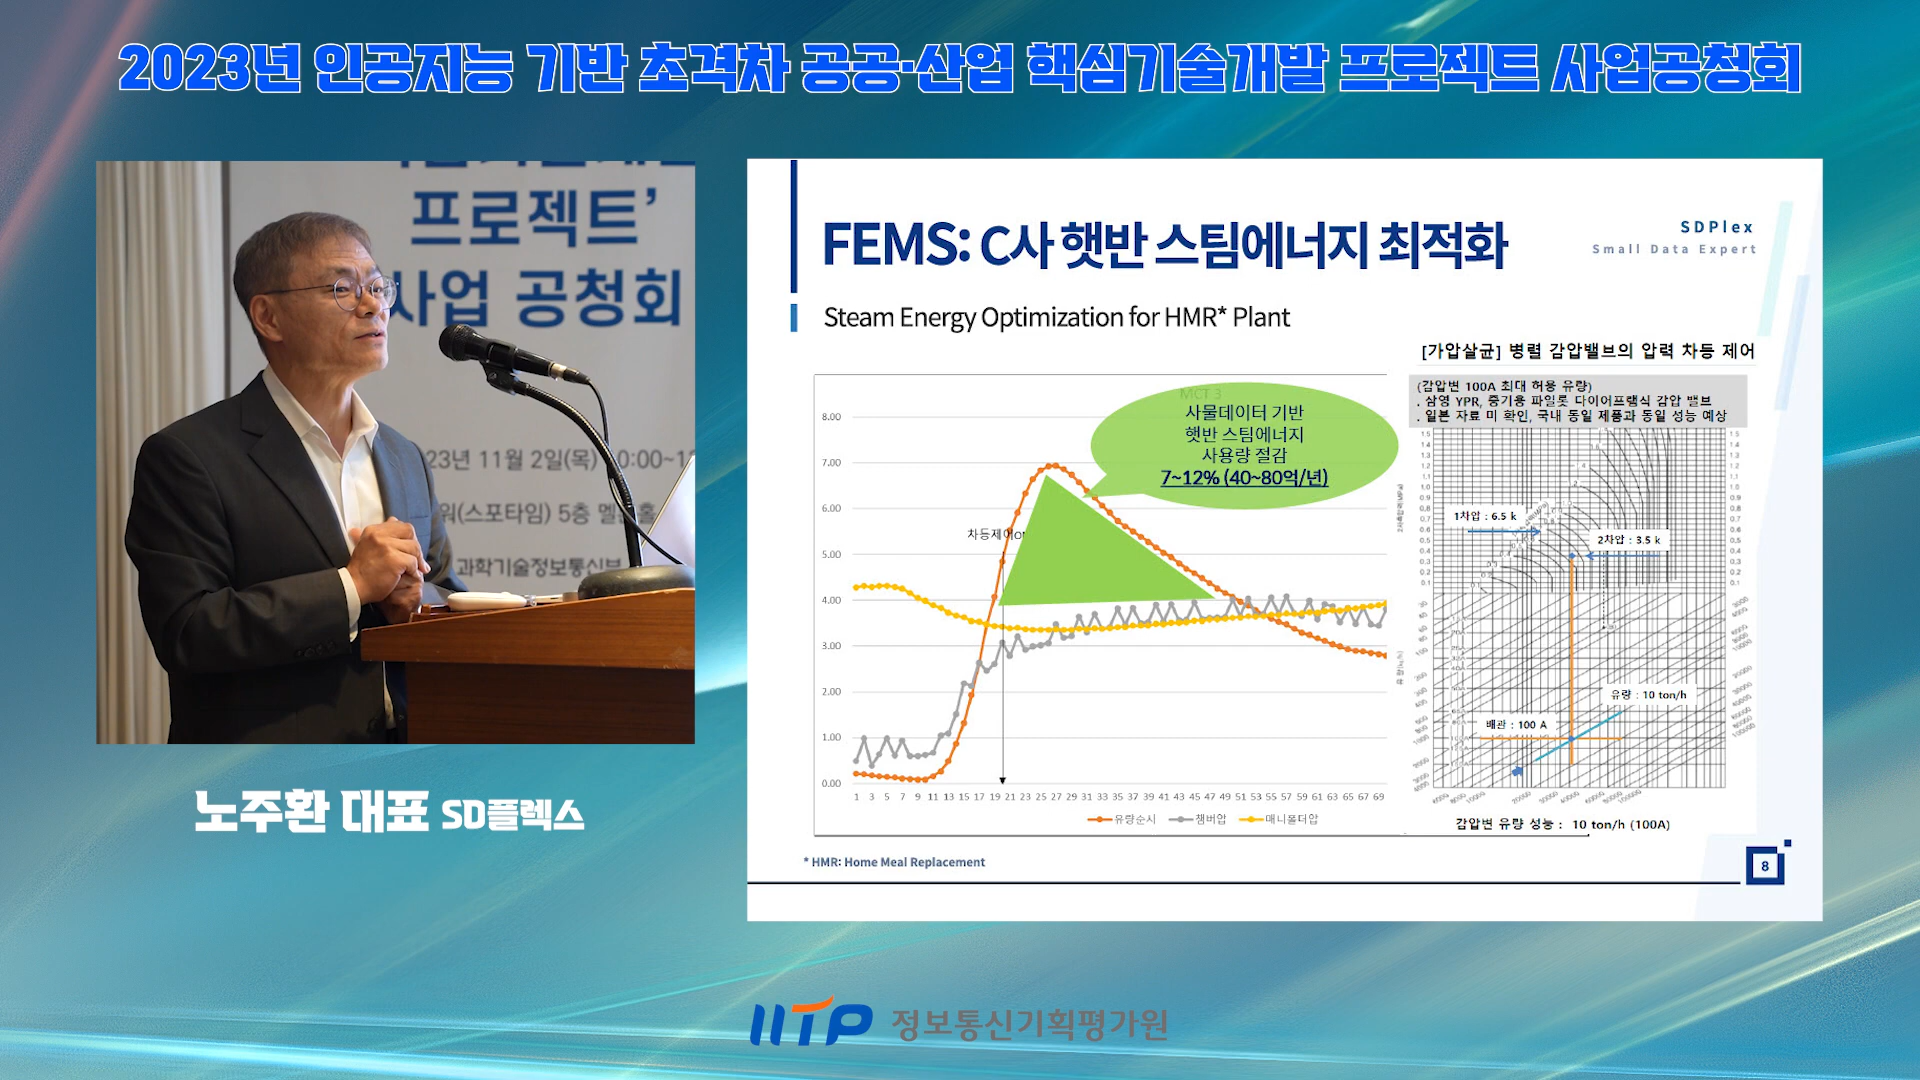 2023년 인공지능 기반 초격차 공공·산업 핵심기술개발 프로젝트 사업공청회
프로젝트'
사업 공청회
23년 11월 2일(목)
(스포타임) 5층
과학기술정보통신부
노주환 대표 SD플렉스
FEMS: C사 햇반 스팀에너지 최적화
SDPlex
Small Data Expert
Steam Energy Optimization for HMR* Plant
[가압살균] 병렬 감압밸브의 압력 차등 제어
(감압변 100A 최대 허용 유량)
. 삼영 YPR, 증기용 파일롯 다이어프램식 감압 밸브
. 일본 자료 미 확인, 국내 동일 제품과 동일 성능 예상
MCT 3
사물데이터 기반
햇반 스팀에너지
사용량 절감
7~12% (40~80억/년)
차등제어on
8.00
7.00
6.00
5.00
4.00
3.00
2.00
1.00
0.00
1 3 5 7 9 11 13 15 17 19 21 23 25 27 29 31 33 35 37 39 41 43 45 47 49 51 53 55 57 59 61 63 65 67 69
유량순시 챔버압 매니폴더압
1차압 : 6.5 k
2차압 : 3.5 k
유량 : 10 ton/h
배관 : 100 A
감압변 유량 성능 : 10 ton/h (100A)
* HMR: Home Meal Replacement
8
IITP 정보통신기획평가원